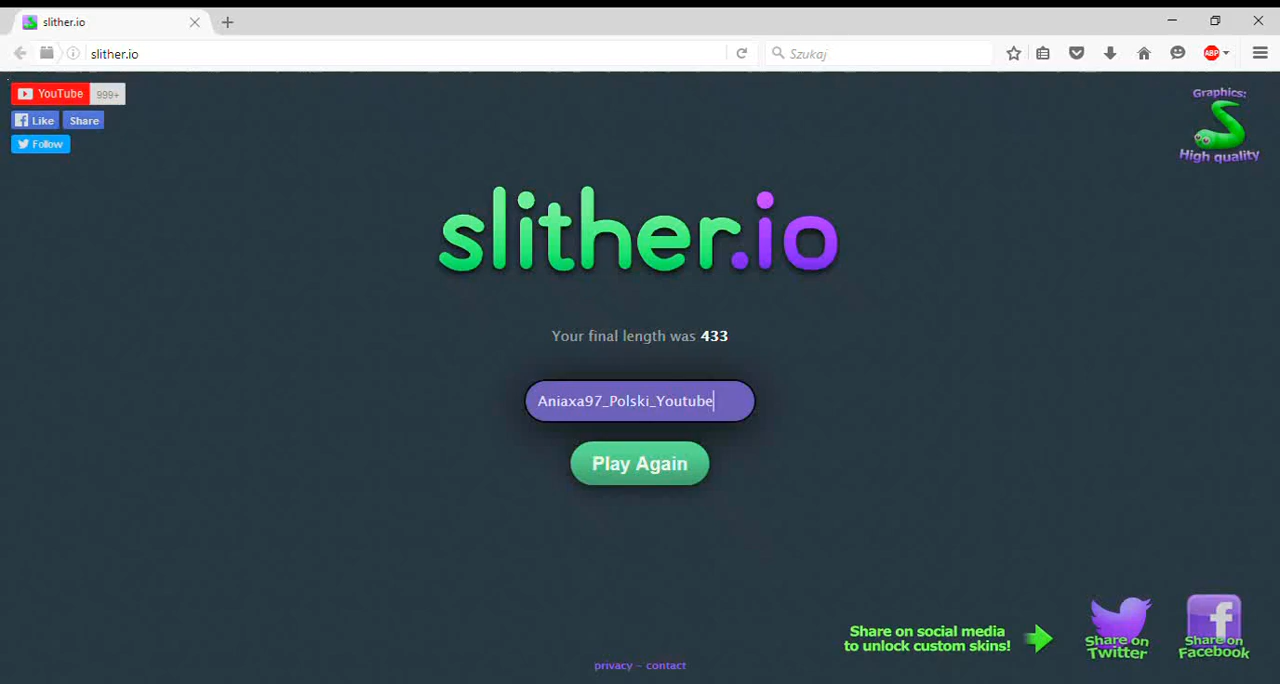 slither.io
slither.io
Szukaj
ABP
YouTube 999+
Like Share
Follow
Graphics:
High quality
slither.io
Your final length was 433
Aniaxa97_Polski_Youtube
Play Again
Share on social media
to unlock custom skins!
Share on
Twitter
Share on
Facebook
privacy - contact